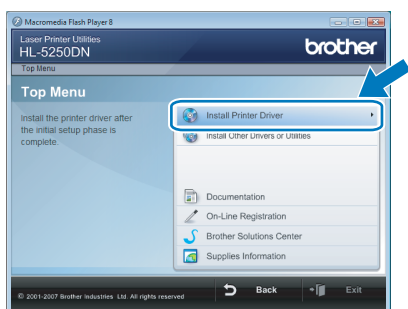 Macromedia Flash Player 8
Laser Printer Utilities
HL-5250DN
brother
Top Menu
Top Menu
Install the printer driver after
the initial setup phase is
complete.
Install Printer Driver
Install Other Drivers or Utilities
Documentation
On-Line Registration
Brother Solutions Center
Supplies Information
© 2001-2007 Brother Industries Ltd. All rights reserved
Back
Exit